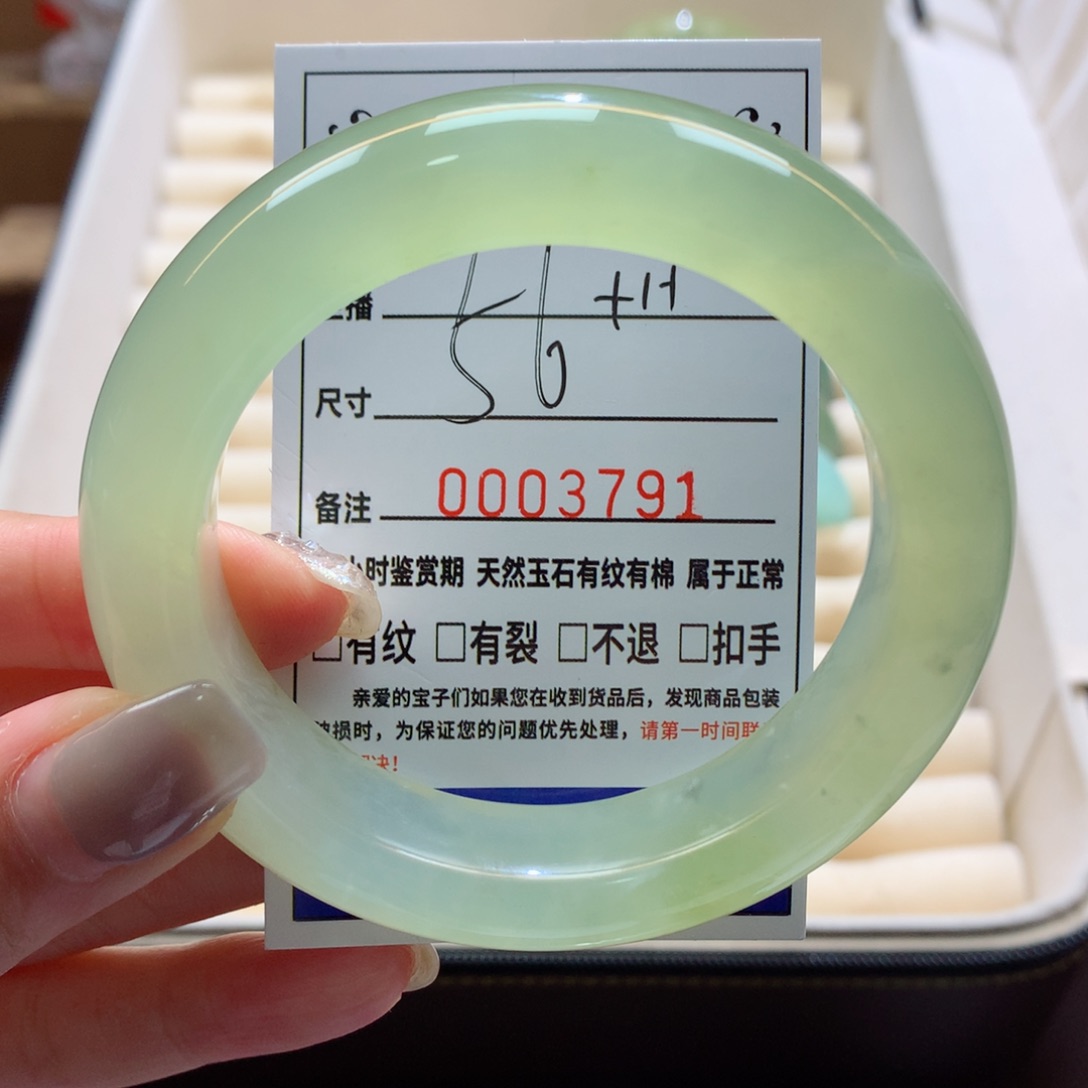 播
56 +H
尺寸
备注 0003791
时鉴赏期 天然玉石有纹有棉 属于正常
□有纹 □有裂 □不退 □扣手
亲爱的宝子们如果您在收到货品后，发现商品包装
损时，为保证您的问题优先处理，请第一时间联
决！